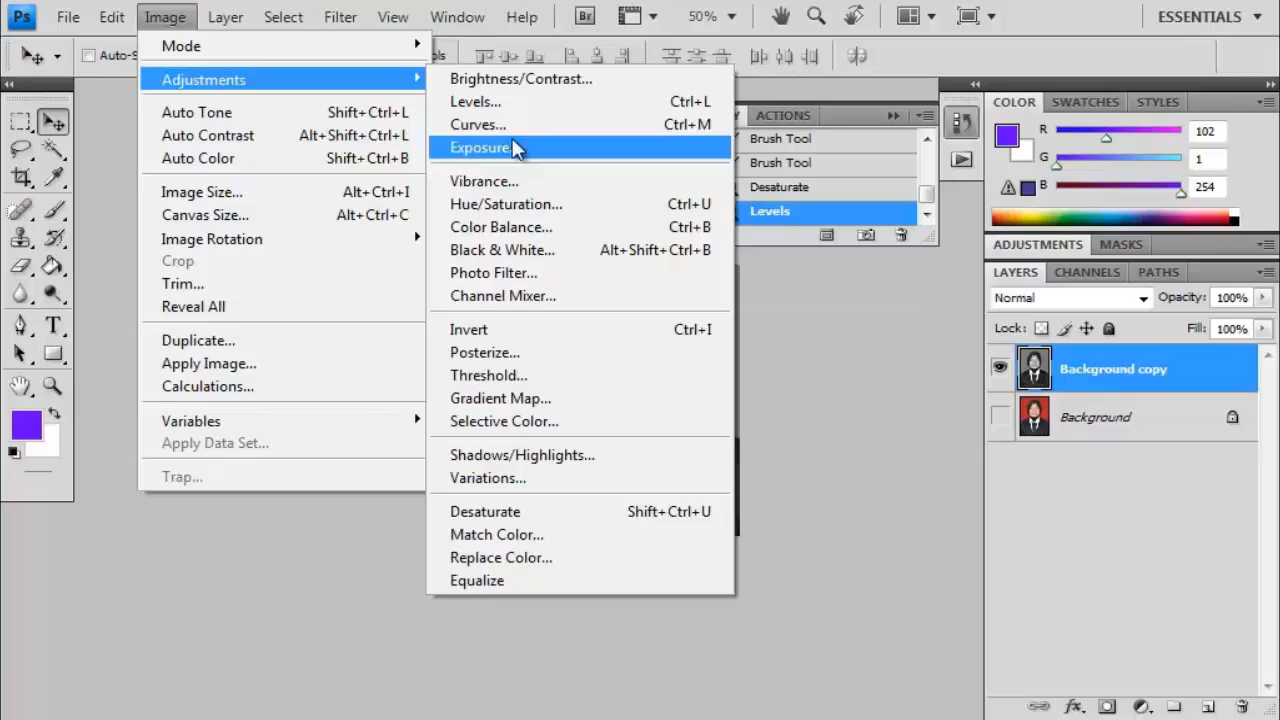 Ps File Edit Image Layer Select Filter View Window Help Br 50% ESSENTIALS
Auto-S
Mode
Adjustments
Auto Tone Shift+Ctrl+L
Auto Contrast Alt+Shift+Ctrl+L
Auto Color Shift+Ctrl+B
Image Size... Alt+Ctrl+I
Canvas Size... Alt+Ctrl+C
Image Rotation
Crop
Trim...
Reveal All
Duplicate...
Apply Image...
Calculations...
Variables
Apply Data Set...
Trap...
Brightness/Contrast...
Levels... Ctrl+L
Curves... Ctrl+M
Exposure
Vibrance...
Hue/Saturation... Ctrl+U
Color Balance... Ctrl+B
Black & White... Alt+Shift+Ctrl+B
Photo Filter...
Channel Mixer...
Invert Ctrl+I
Posterize...
Threshold...
Gradient Map...
Selective Color...
Shadows/Highlights...
Variations...
Desaturate Shift+Ctrl+U
Match Color...
Replace Color...
Equalize
ACTIONS
Brush Tool
Brush Tool
Desaturate
Levels
COLOR SWATCHES STYLES
R 102
G 1
B 254
ADJUSTMENTS MASKS
LAYERS CHANNELS PATHS
Normal Opacity: 100%
Lock: Fill: 100%
Background copy
Background
fx